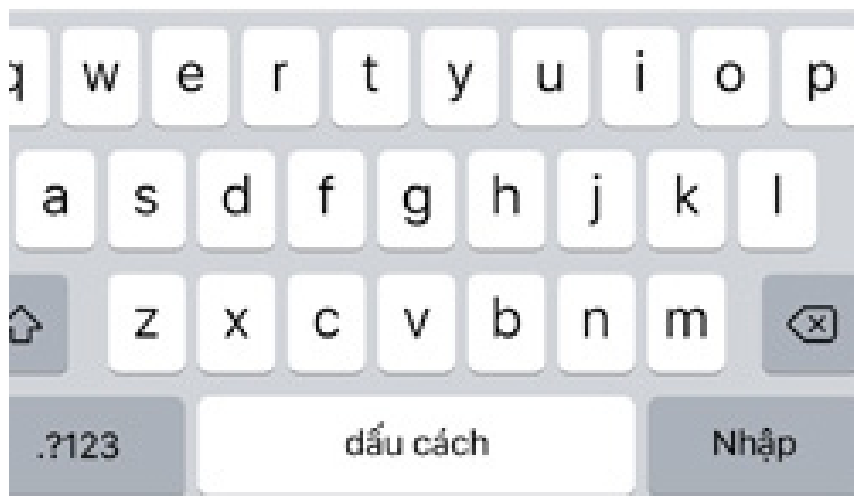 q w e r t y u i o p
a s d f g h j k l
z x c v b n m
.?123 dấu cách Nhập